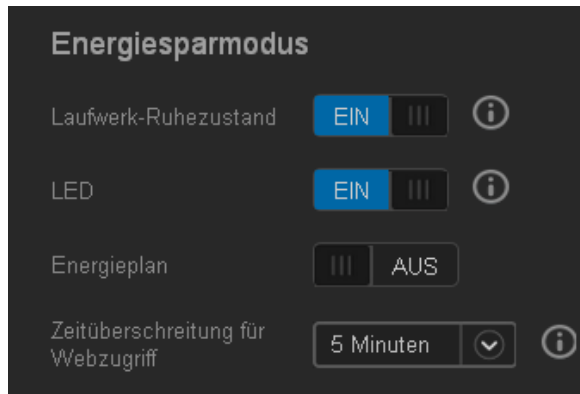 Energiesparmodus
Laufwerk-Ruhezustand EIN
LED EIN
Energieplan AUS
Zeitüberschreitung für
Webzugriff
5 Minuten